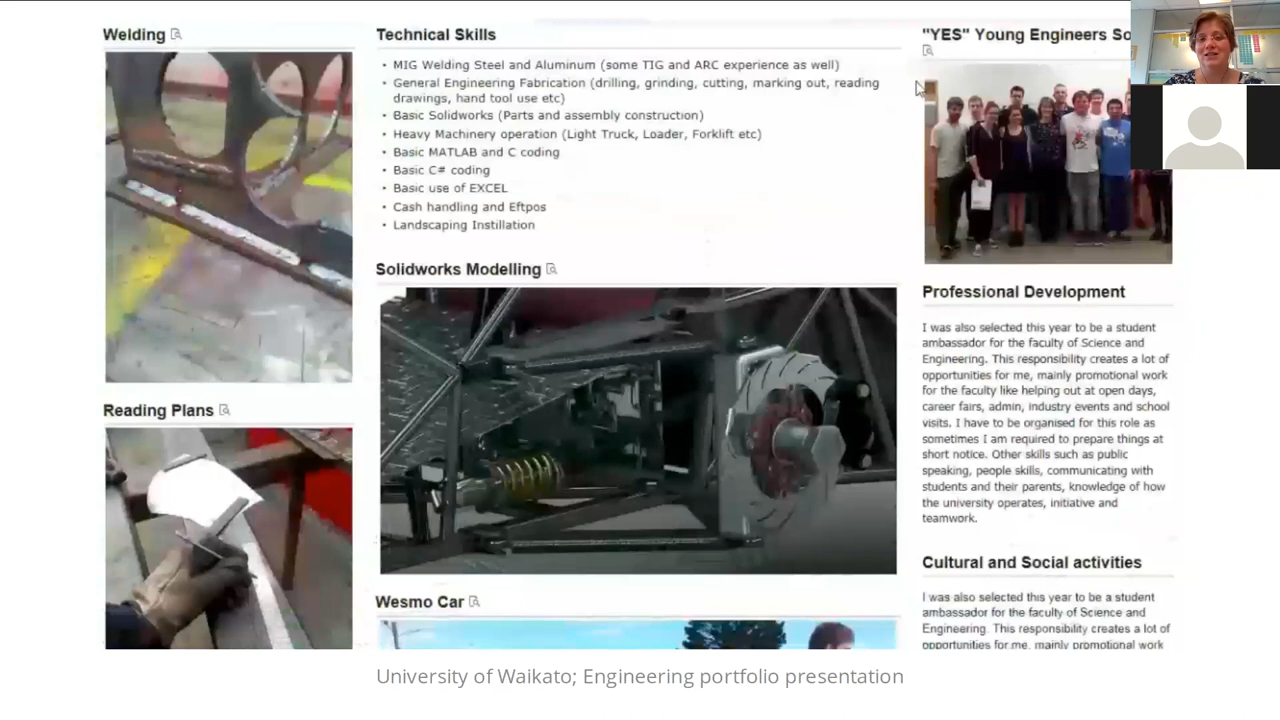 Welding
Technical Skills
"YES" Young Engineers So
• MIG Welding Steel and Aluminum (some TIG and ARC experience as well)
• General Engineering Fabrication (drilling, grinding, cutting, marking out, reading
drawings, hand tool use etc)
• Basic Solidworks (Parts and assembly construction)
• Heavy Machinery operation (Light Truck, Loader, Forklift etc)
• Basic MATLAB and C coding
• Basic C# coding
• Basic use of EXCEL
• Cash handling and Eftpos
• Landscaping Instillation
Solidworks Modelling
Professional Development
I was also selected this year to be a student
ambassador for the faculty of Science and
Engineering. This responsibility creates a lot of
opportunities for me, mainly promotional work
for the faculty like helping out at open days,
career fairs, admin, industry events and school
visits. I have to be organised for this role as
sometimes I am required to prepare things at
short notice. Other skills such as public
speaking, people skills, communicating with
students and their parents, knowledge of how
the university operates, initiative and
teamwork.
Reading Plans
Cultural and Social activities
I was also selected this year to be a student
ambassador for the faculty of Science and
Engineering. This responsibility creates a lot of
opportunities for me, mainly promotional work
Wesmo Car
University of Waikato; Engineering portfolio presentation